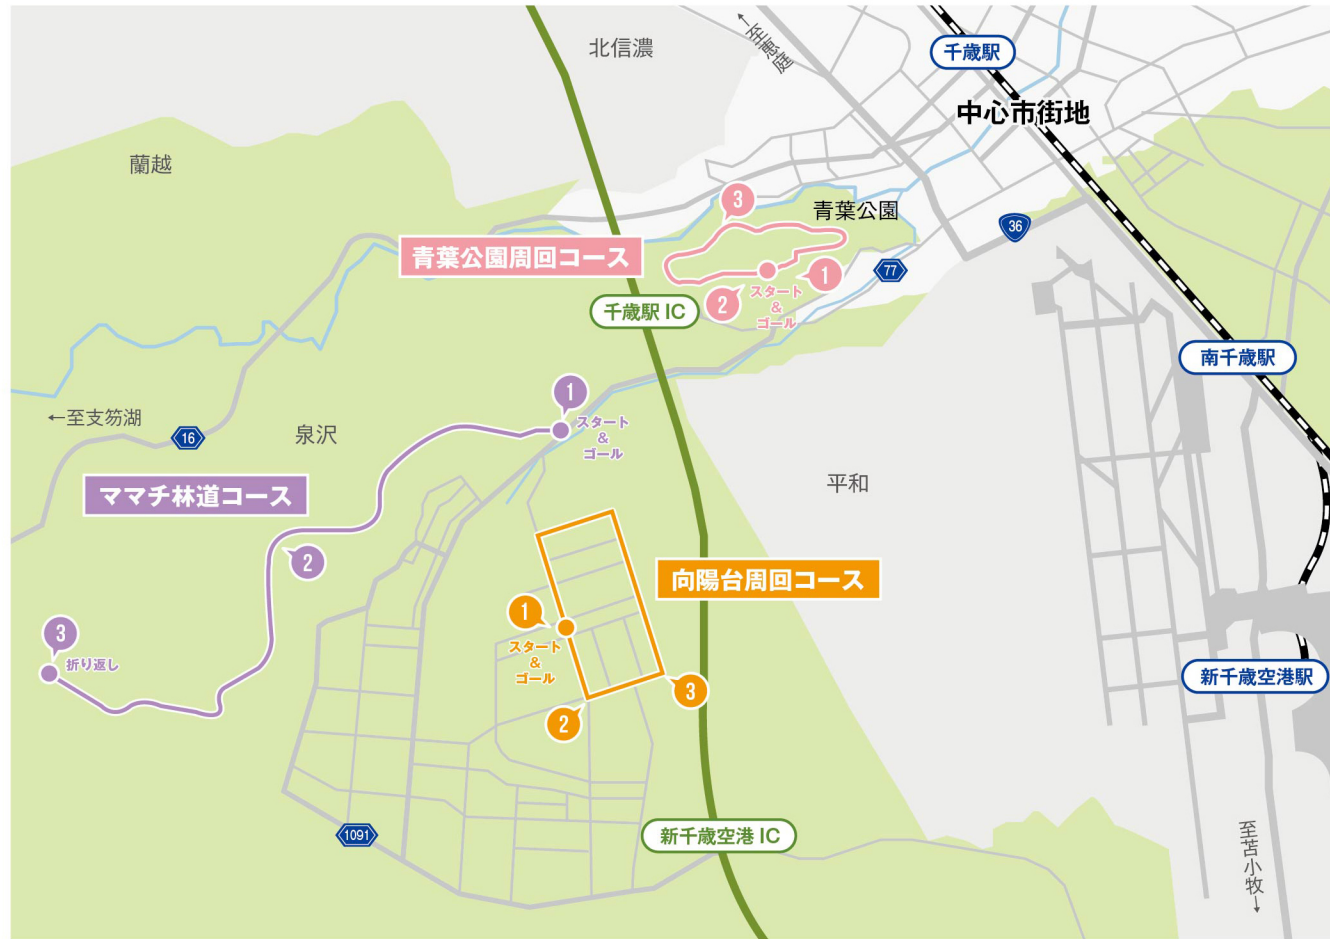 北信濃
←至恵庭
千歳駅
中心市街地
蘭越
3
青葉公園
36
青葉公園周回コース
77
1
2
スタート
&
ゴール
千歳駅 IC
南千歳駅
1
←至支笏湖
16
泉沢
スタート
&
ゴール
平和
ママチ林道コース
2
向陽台周回コース
1
3
折り返し
スタート
&
ゴール
新千歳空港駅
3
2
1091
新千歳空港 IC
至苫小牧→